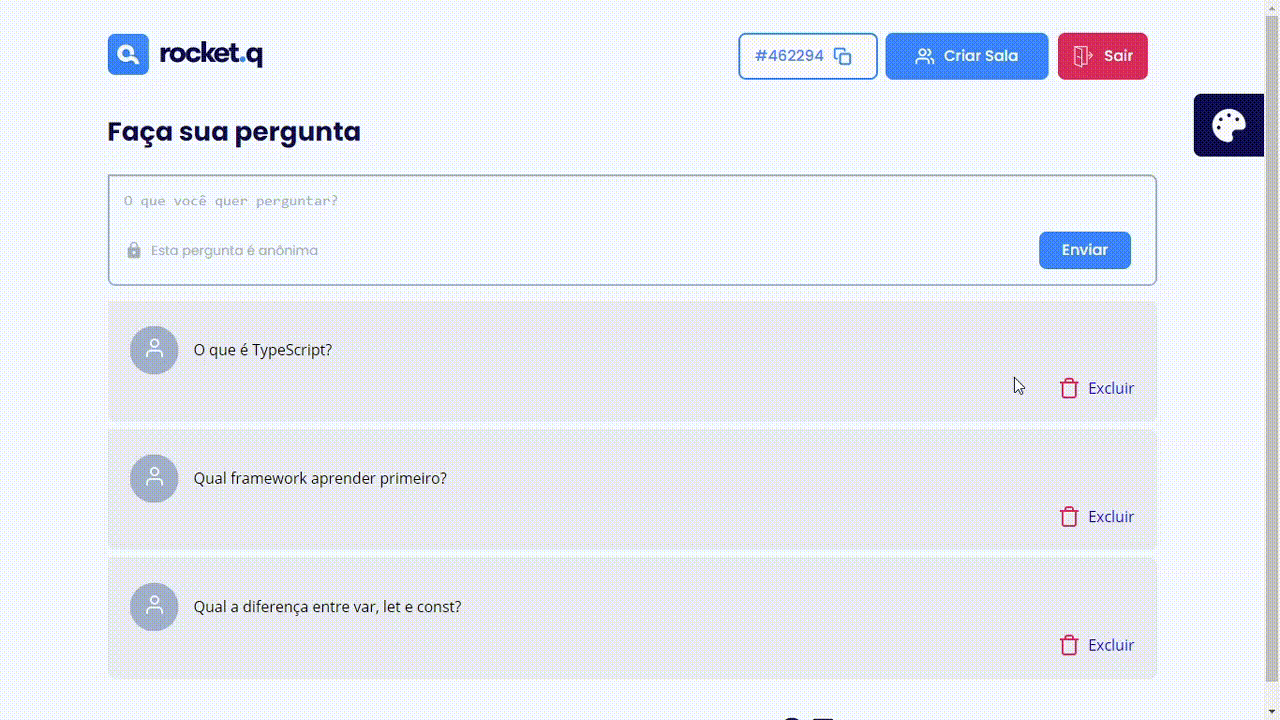 rocket.q
#462294
Criar Sala
Sair
Faça sua pergunta
O que você quer perguntar?
Esta pergunta é anônima
Enviar
O que é TypeScript?
Excluir
Qual framework aprender primeiro?
Excluir
Qual a diferença entre var, let e const?
Excluir